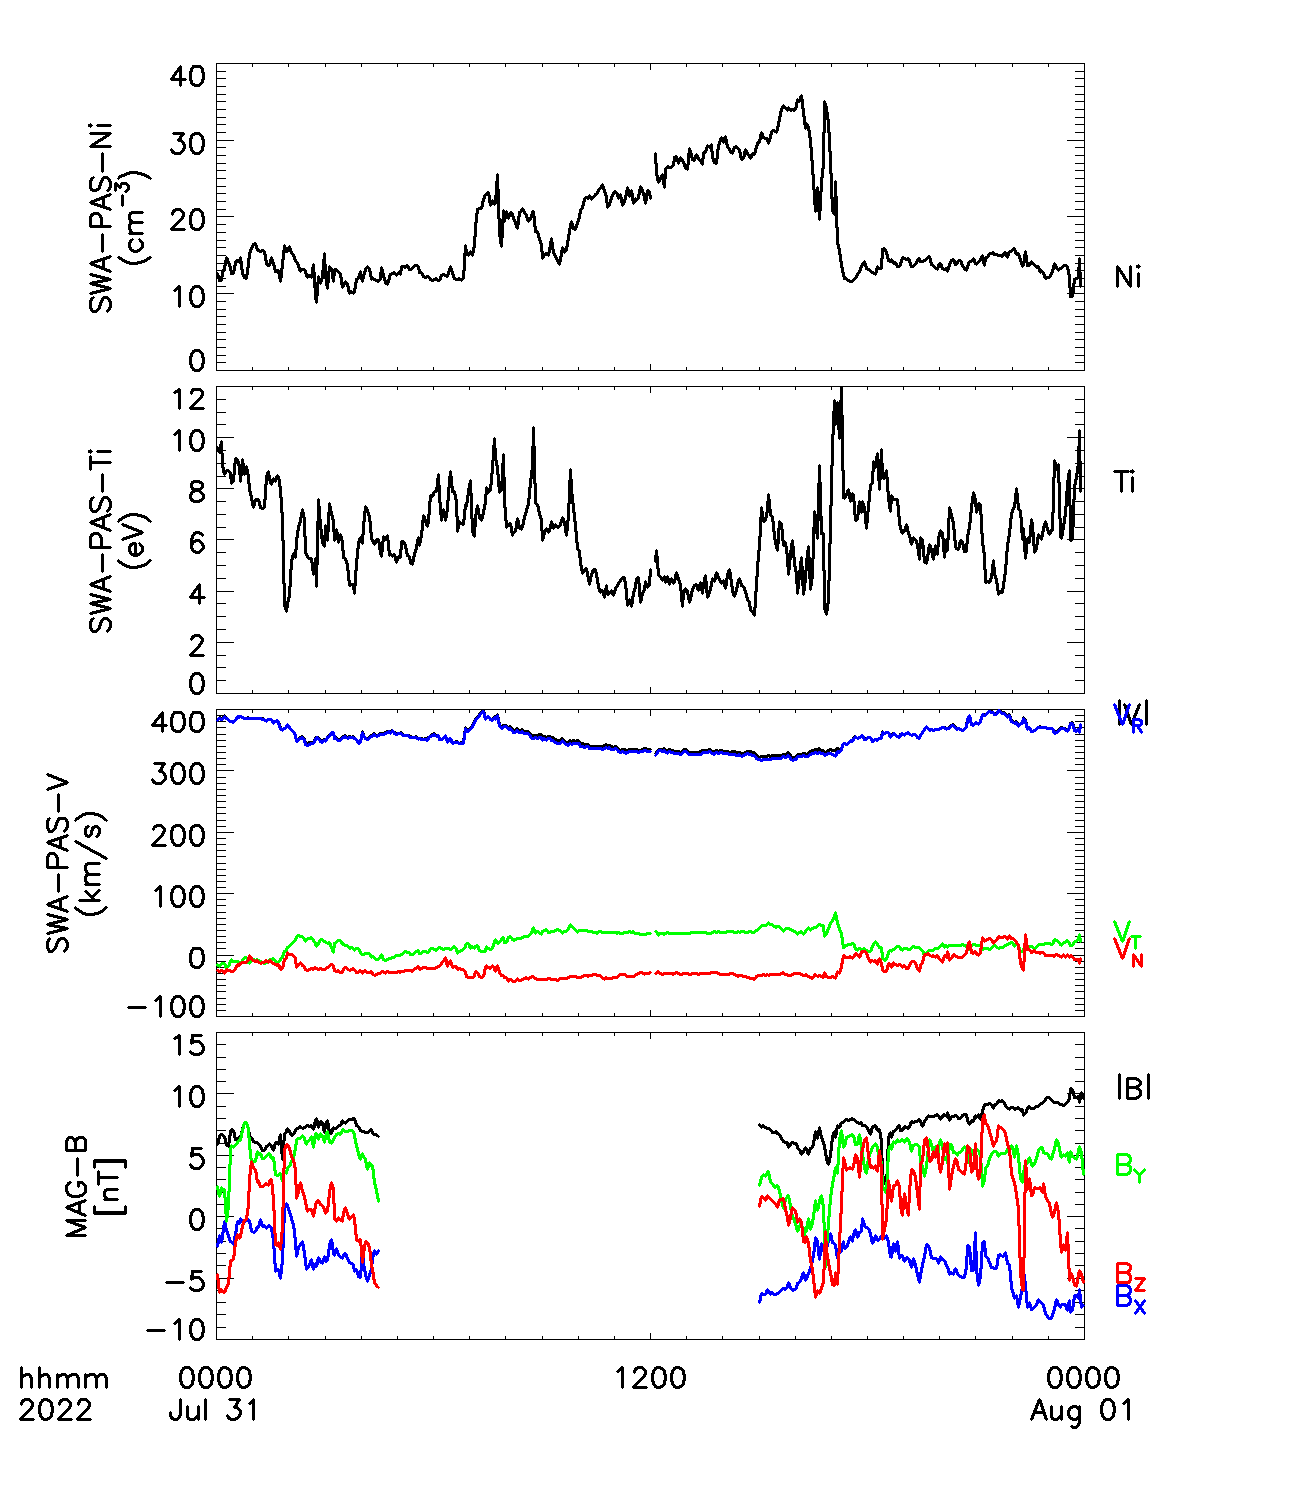 40
30
20
10
0
SWA-PAS-Ni
(cm-3)
Ni
12
10
8
6
4
2
0
SWA-PAS-Ti
(eV)
Ti
400
300
200
100
0
-100
SWA-PAS-V
(km/s)
|V|
VR
VT
VN
15
10
5
0
-5
-10
MAG-B
[nT]
|B|
BY
BZ
BX
hhmm 0000 1200 0000
2022 Jul 31 Aug 01